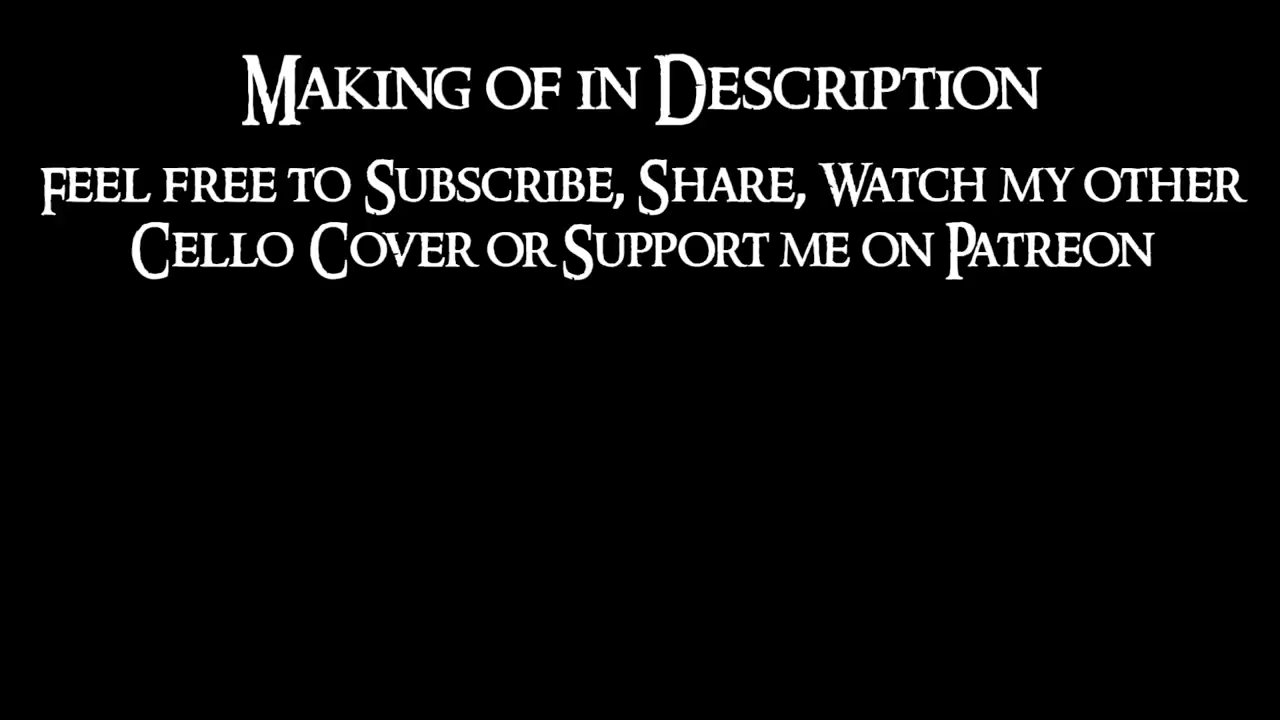 Making of in Description
feel free to Subscribe, Share, Watch my other
Cello Cover or Support me on Patreon